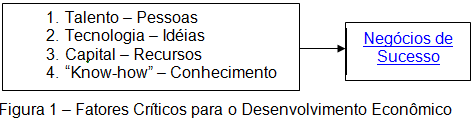 1. Talento – Pessoas
2. Tecnologia – Idéias
3. Capital – Recursos
4. “Know-how” – Conhecimento
Negócios de
Sucesso
Figura 1 – Fatores Críticos para o Desenvolvimento Econômico